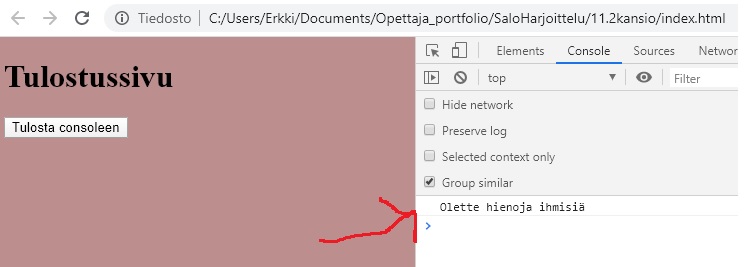 Tiedosto | C:/Users/Erkki/Documents/Opettaja_portfolio/SaloHarjoittelu/11.2kansio/index.html
Tulostussivu
Tulosta consoleen
Elements Console Sources Networ
top Filter
Hide network
Preserve log
Selected context only
Group similar
Olette hienoja ihmisiä